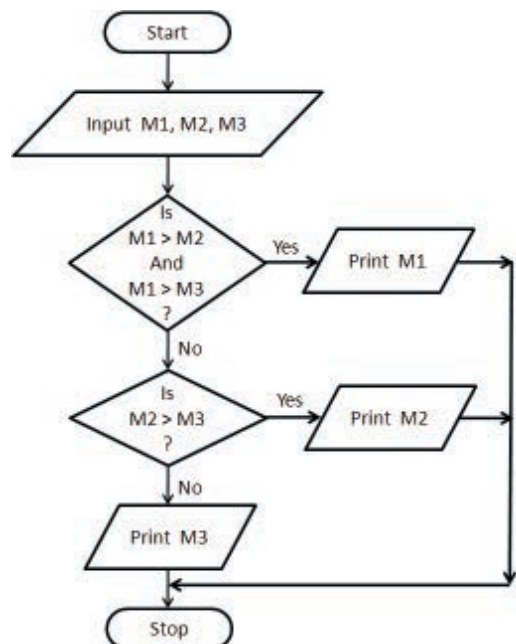 Start
Input M1, M2, M3
Is
M1 > M2
And
M1 > M3
?
Yes
Print M1
No
Is
M2 > M3
?
Yes
Print M2
No
Print M3
Stop